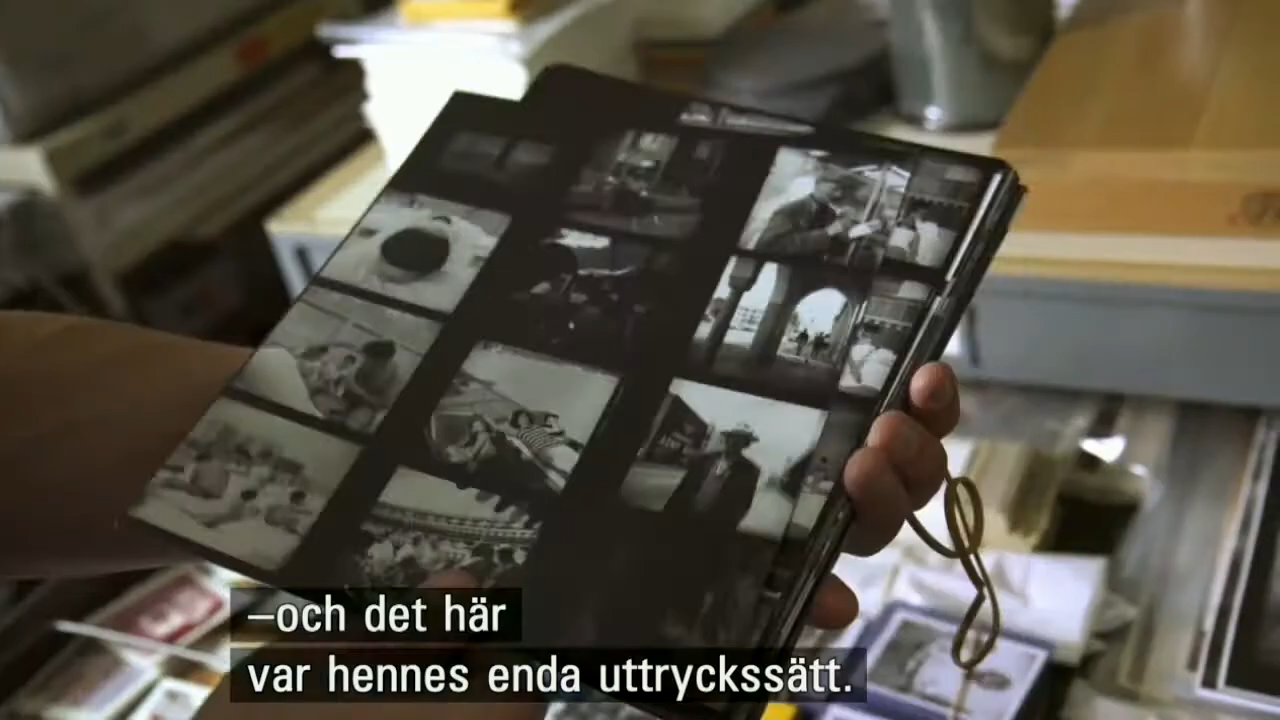 –och det här
var hennes enda uttryckssätt.